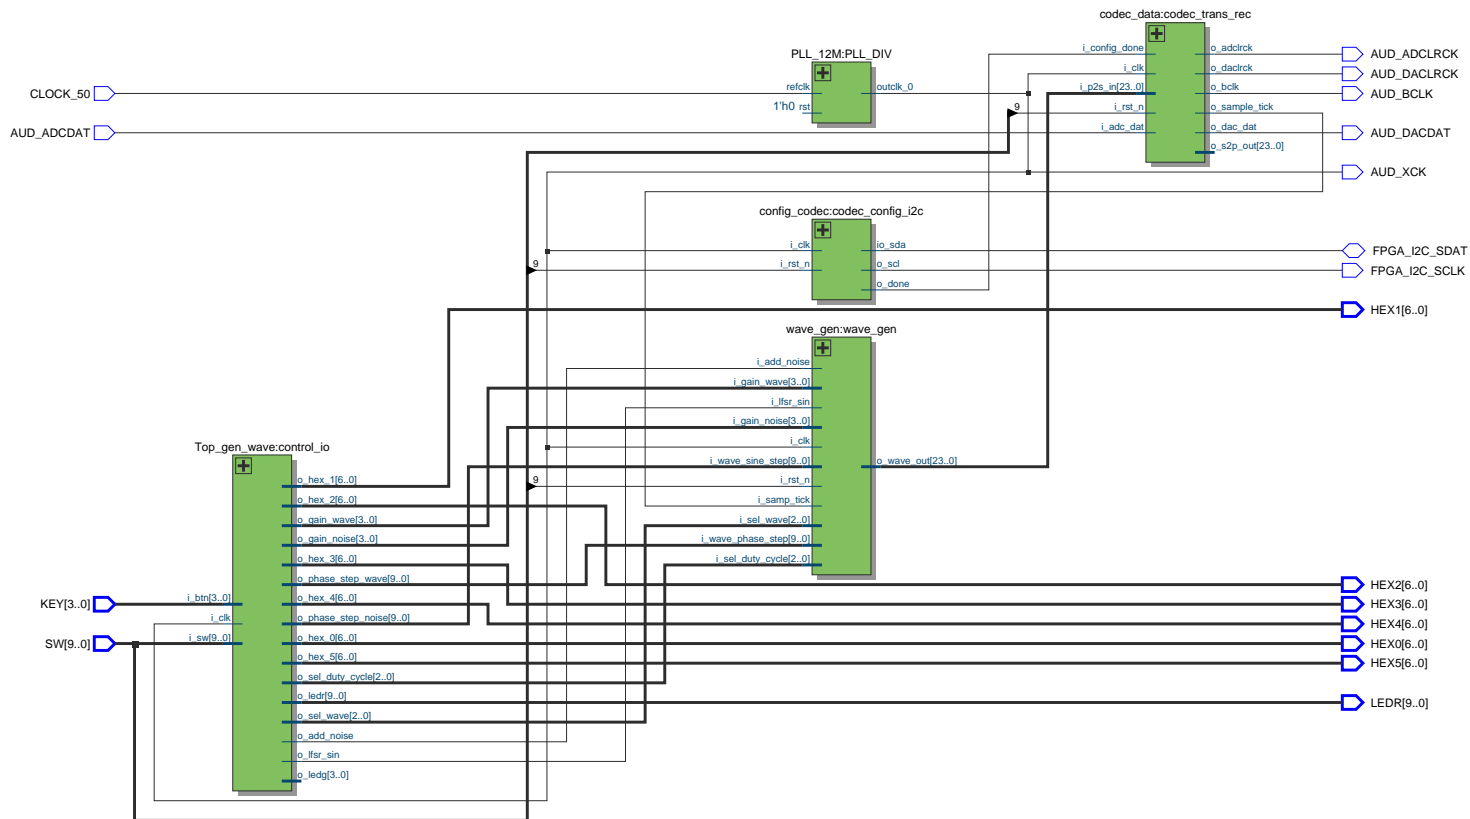 codec_data:codec_trans_rec
i_config_done
o_adclrck
AUD_ADCLRCK
PLL_12M:PLL_DIV
i_clk
o_daclrck
AUD_DACLRCK
CLOCK_50
refclk
outclk_0
i_p2s_in[23..0]
o_bclk
AUD_BCLK
1'h0 rst
9
i_rst_n
o_sample_tick
AUD_ADCDAT
i_adc_dat
o_dac_dat
AUD_DACDAT
o_s2p_out[23..0]
AUD_XCK
config_codec:codec_config_i2c
i_clk
io_sda
FPGA_I2C_SDAT
9
i_rst_n
o_scl
FPGA_I2C_SCLK
o_done
HEX1[6..0]
wave_gen:wave_gen
i_add_noise
i_gain_wave[3..0]
i_lfsr_sin
i_gain_noise[3..0]
i_clk
i_wave_sine_step[9..0]
o_wave_out[23..0]
9
i_rst_n
i_samp_tick
i_sel_wave[2..0]
i_wave_phase_step[9..0]
i_sel_duty_cycle[2..0]
Top_gen_wave:control_io
o_hex_1[6..0]
o_hex_2[6..0]
o_gain_wave[3..0]
o_gain_noise[3..0]
o_hex_3[6..0]
o_phase_step_wave[9..0]
HEX2[6..0]
KEY[3..0]
i_btn[3..0]
o_hex_4[6..0]
HEX3[6..0]
i_clk
o_phase_step_noise[9..0]
HEX4[6..0]
SW[9..0]
i_sw[9..0]
o_hex_0[6..0]
HEX0[6..0]
o_hex_5[6..0]
HEX5[6..0]
o_sel_duty_cycle[2..0]
o_ledr[9..0]
LEDR[9..0]
o_sel_wave[2..0]
o_add_noise
o_lfsr_sin
o_ledg[3..0]